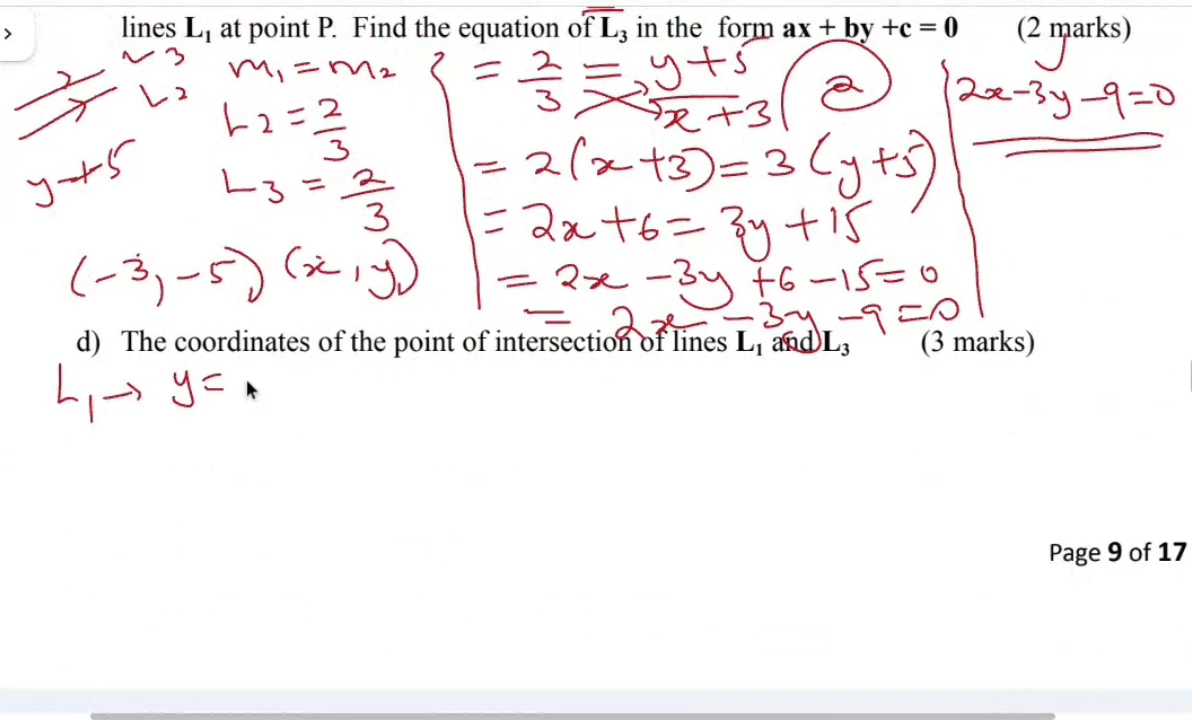 lines L₁ at point P. Find the equation of L₃ in the form ax + by +c = 0 (2 marks)
L3
L2
y+5
(-3,-5) (x,y)
m₁=m₂
L2=2/3
L3=2/3
= 2/3 = y+5/x+3
2
= 2(x+3)=3(y+5)
= 2x+6=3y+15
= 2x-3y+6-15=0
= 2x-3y-9=0
y
2x-3y-9=0
d) The coordinates of the point of intersection of lines L₁ and L₃ (3 marks)
L₁→ y=
Page 9 of 17